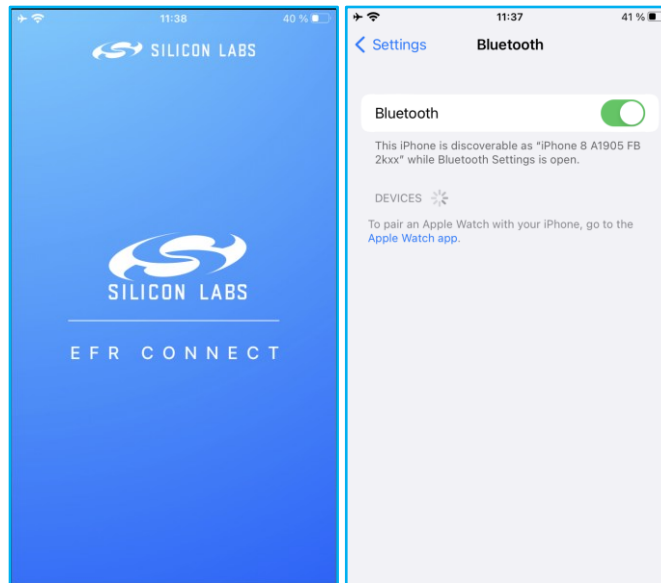 11:38
40 %
SILICON LABS
SILICON LABS
EFR CONNECT
11:37
41 %
Settings
Bluetooth
Bluetooth
This iPhone is discoverable as “iPhone 8 A1905 FB
2kxx” while Bluetooth Settings is open.
DEVICES
To pair an Apple Watch with your iPhone, go to the
Apple Watch app.